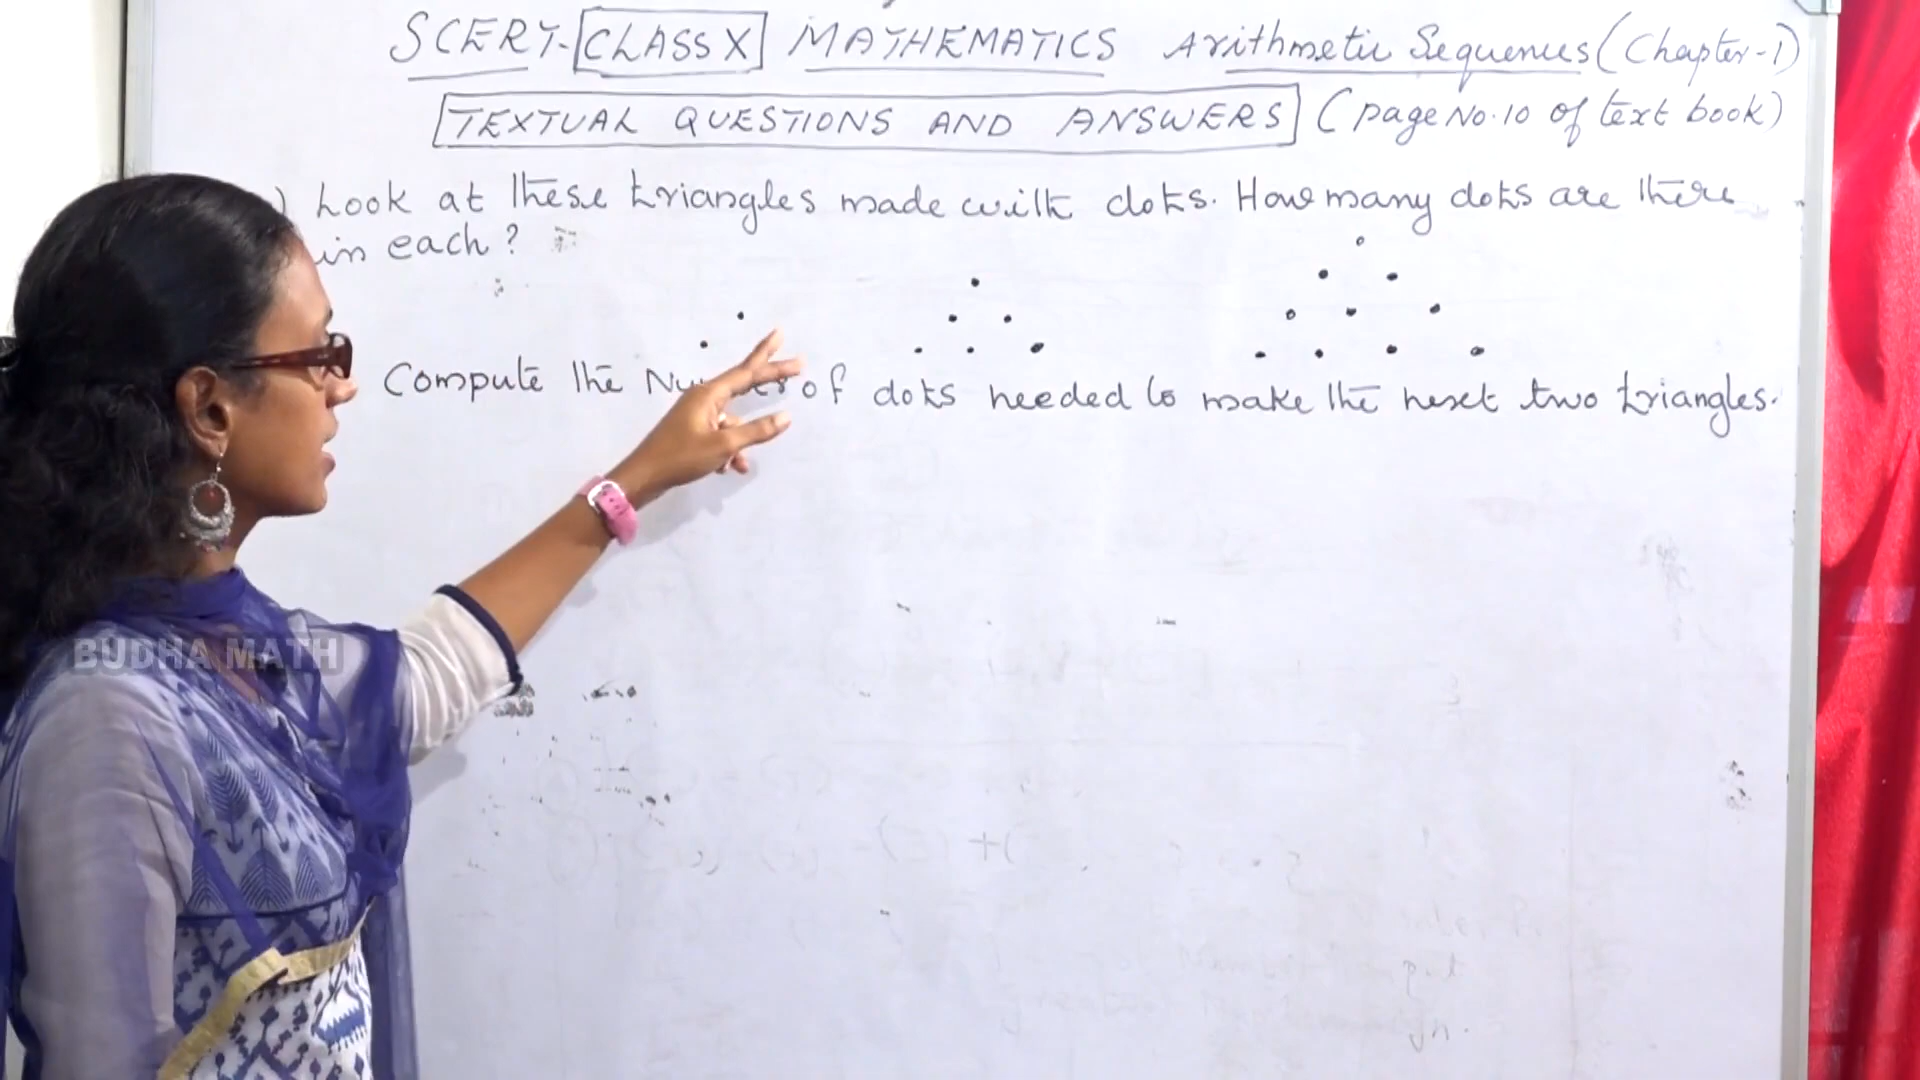 SCERT-CLASS X MATHEMATICS Arithmetic Sequences (Chapter-1)
TEXTUAL QUESTIONS AND ANSWERS (page No.10 of text book)
) Look at these triangles made with dots. How many dots are there
in each?
Compute the of dots needed to make the next two triangles.
BUDHA MATH